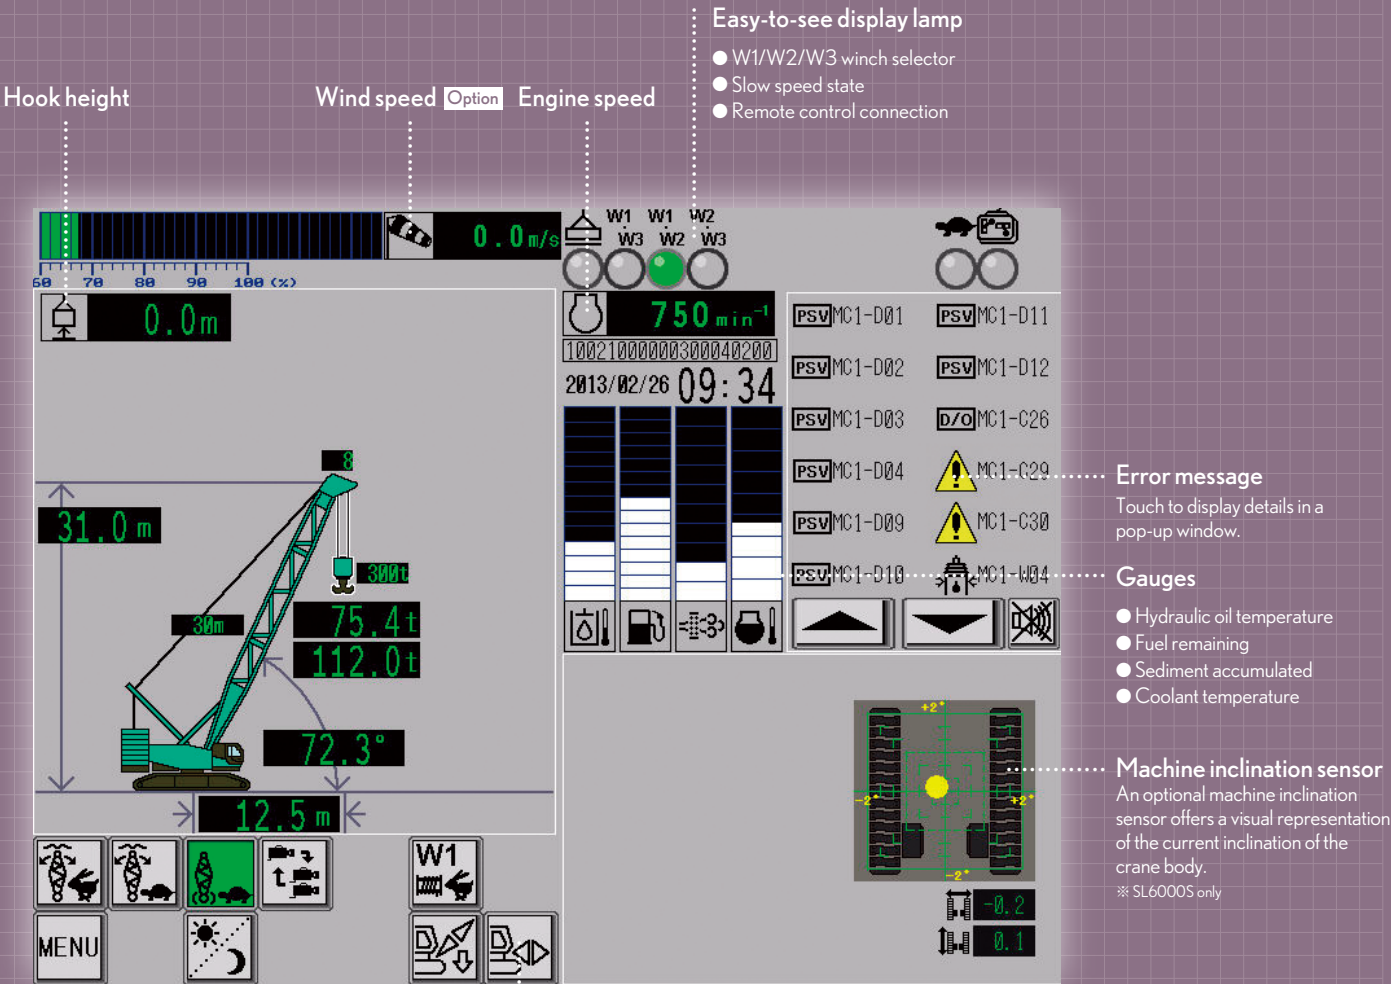 Easy-to-see display lamp
● W1/W2/W3 winch selector
● Slow speed state
● Remote control connection
Hook height
Wind speed Option
Engine speed
0.0m/s
W1 W1 W2
W3 W2 W3
60 70 80 90 100 (%)
0.0m
750 min⁻¹
10021000000300040200
2013/02/26 09:34
PSV MC1-D01
PSV MC1-D11
PSV MC1-D02
PSV MC1-D12
PSV MC1-D03
D/O MC1-C26
PSV MC1-D04
MC1-C29
PSV MC1-D09
MC1-C30
PSV MC1-D10
MC1-W04
8
31.0 m
300t
30m
75.4t
112.0t
72.3°
12.5 m
Error message
Touch to display details in a
pop-up window.
Gauges
● Hydraulic oil temperature
● Fuel remaining
● Sediment accumulated
● Coolant temperature
+2°
-2°
+2°
-2°
Machine inclination sensor
An optional machine inclination
sensor offers a visual representation
of the current inclination of the
crane body.
※ SL6000S only
-0.2
0.1
W1
MENU